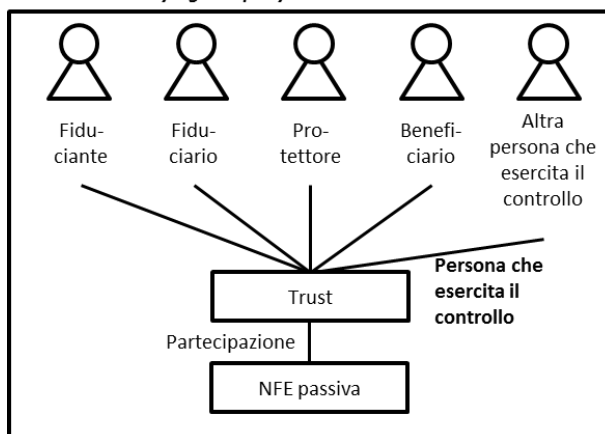 Fidu-
ciante
Fidu-
ciario
Pro-
tettore
Benefi-
ciario
Altra
persona che
esercita il
controllo
Persona che
esercita il
controllo
Trust
Partecipazione
NFE passiva